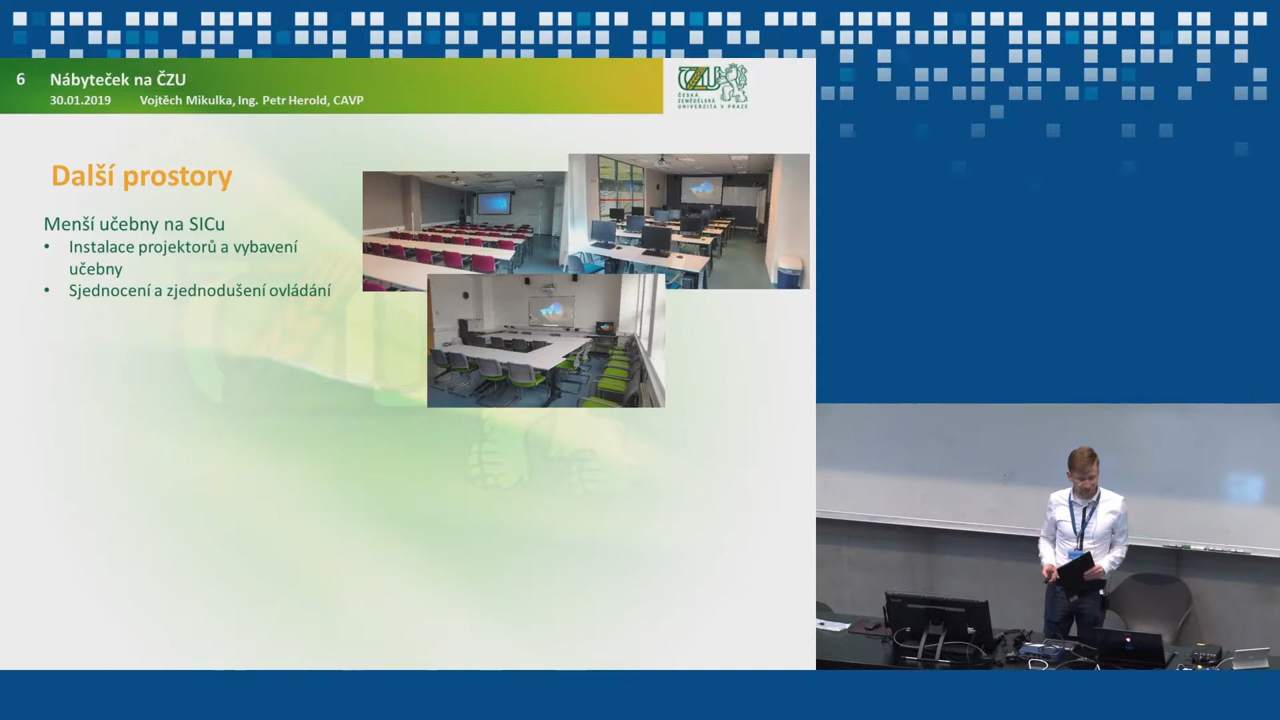 6 Nábyteček na ČZU
30.01.2019 Vojtěch Mikulka, Ing. Petr Herold, CAVP
ČZU
ČESKÁ
ZEMĚDĚLSKÁ
UNIVERZITA V PRAZE
Další prostory
Menší učebny na SICu
• Instalace projektorů a vybavení
učebny
• Sjednocení a zjednodušení ovládání